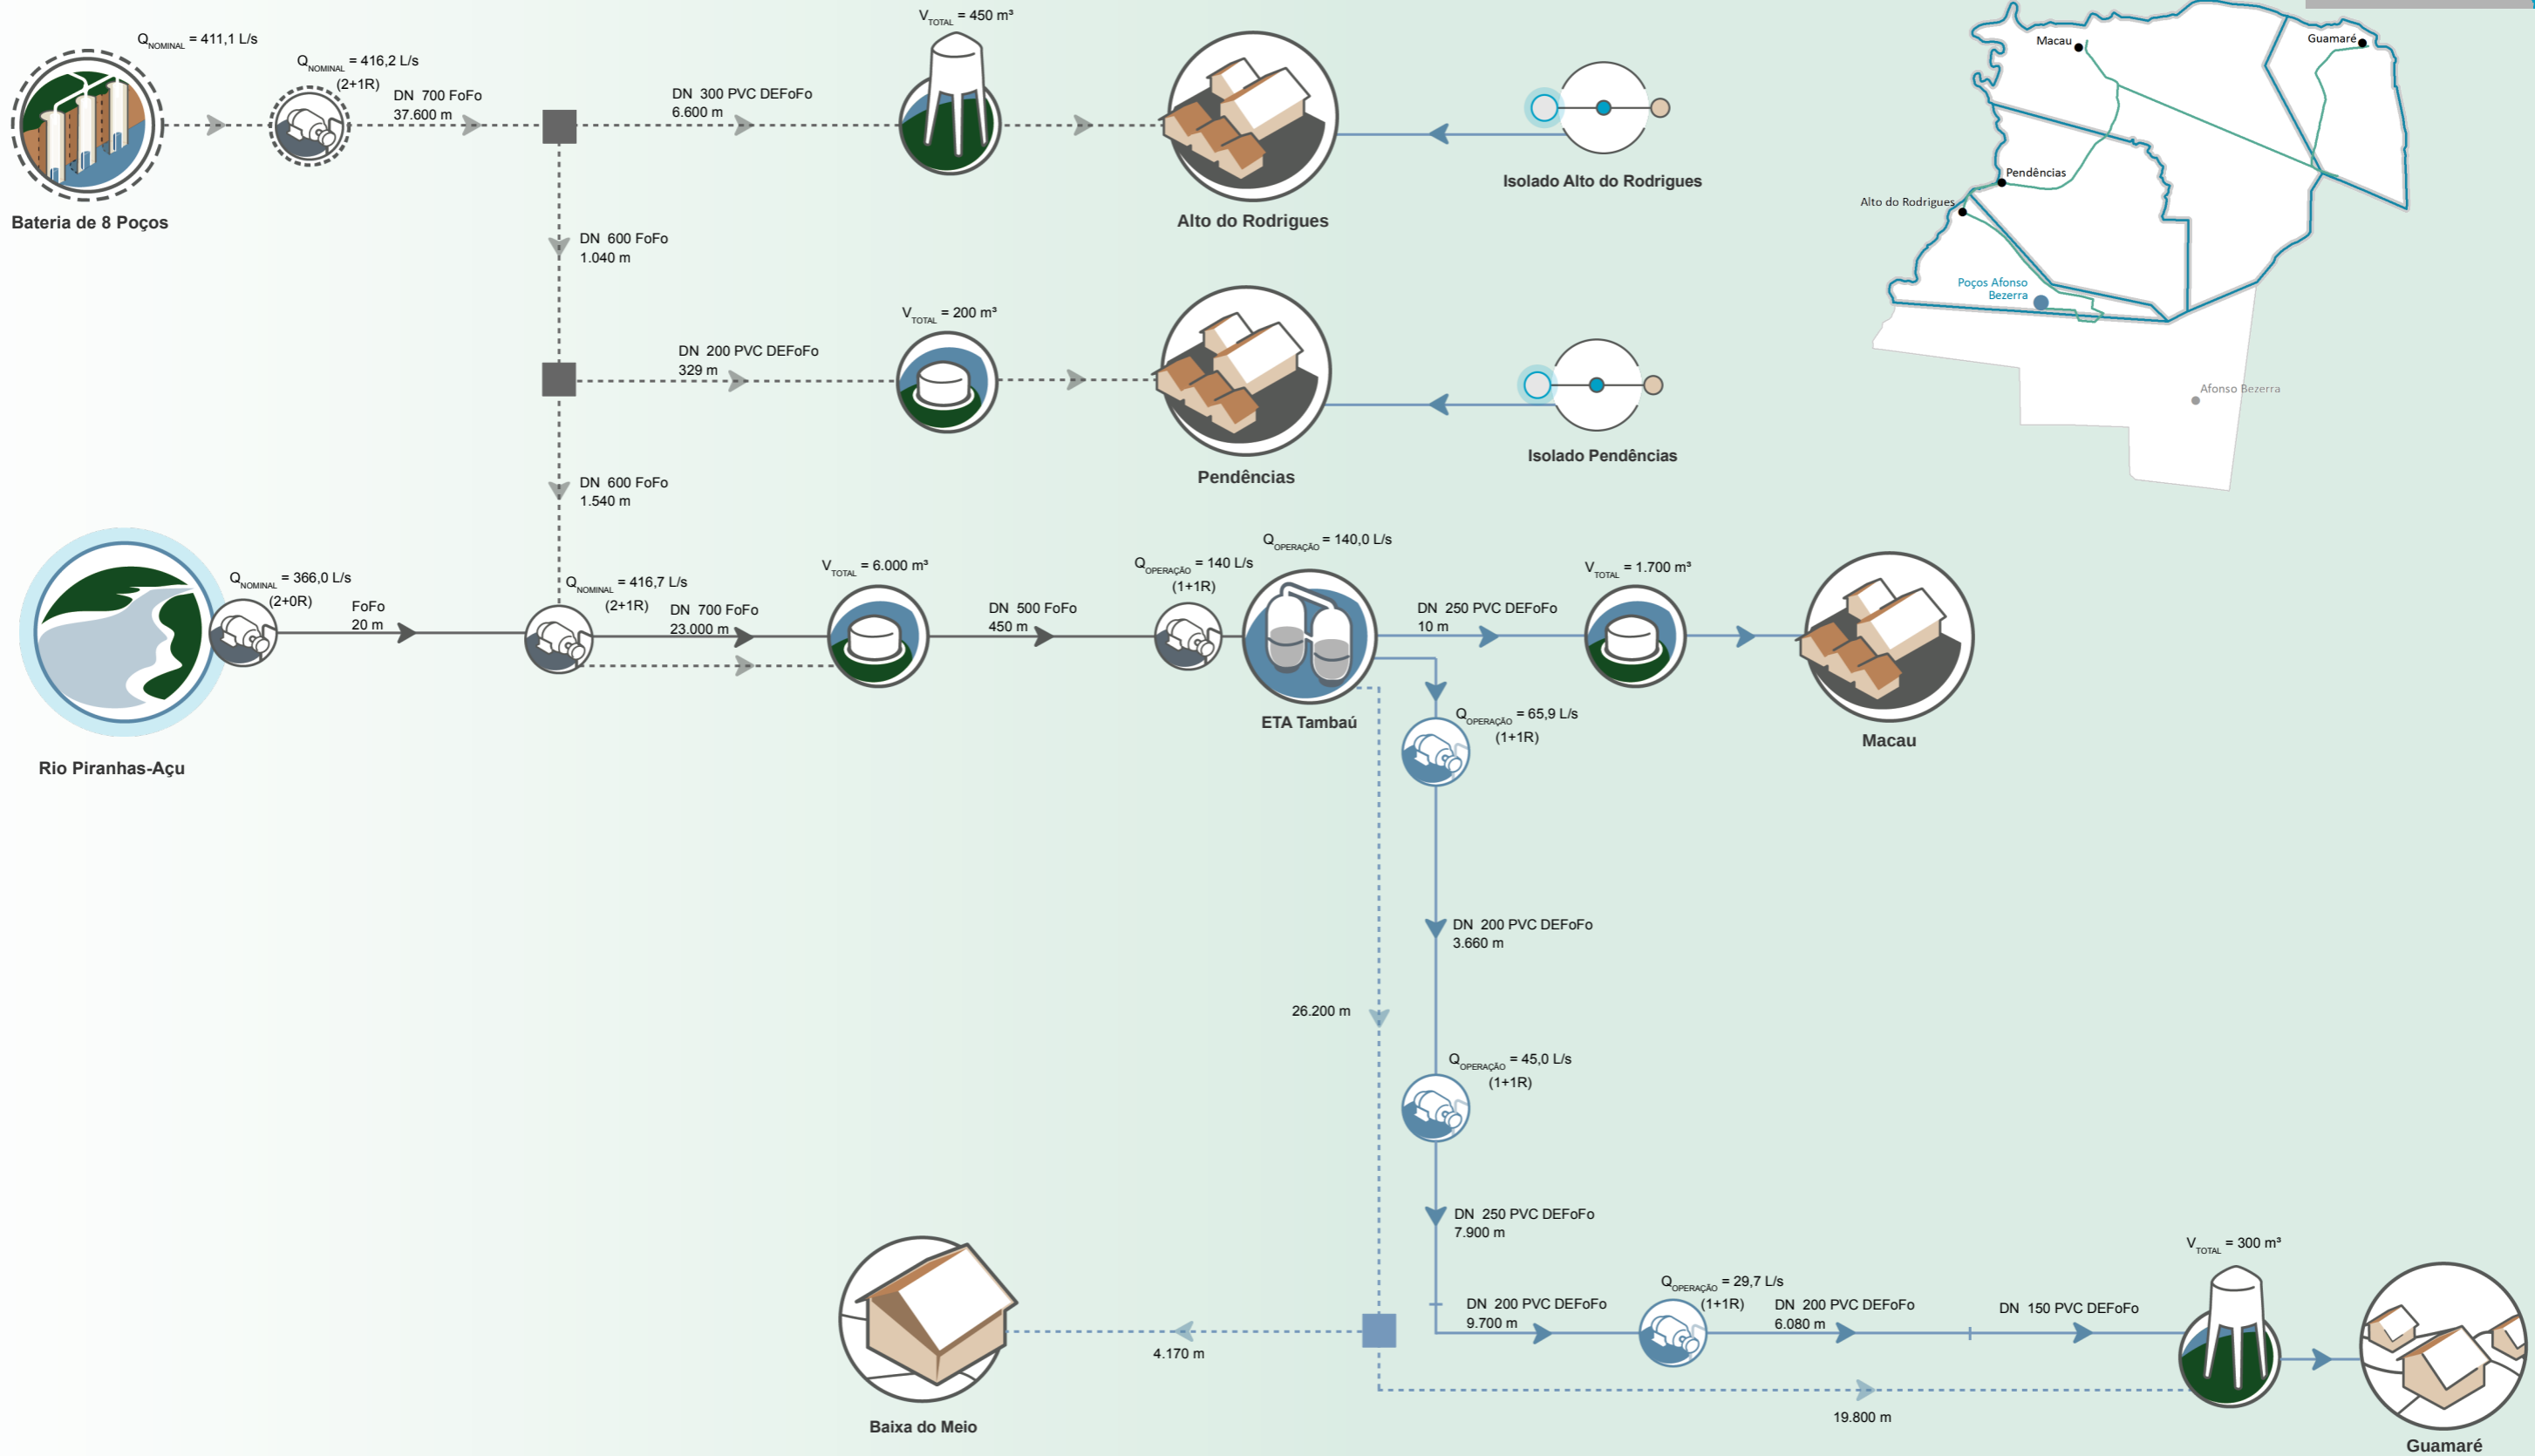 V TOTAL = 450 m³
Q NOMINAL = 411,1 L/s
Q NOMINAL = 416,2 L/s
(2+1R)
DN 700 FoFo
37.600 m
DN 300 PVC DEFoFo
6.600 m
Bateria de 8 Poços
Alto do Rodrigues
Isolado Alto do Rodrigues
Macau
Guamaré
Pendências
Alto do Rodrigues
Poços Afonso
Bezerra
Afonso Bezerra
DN 600 FoFo
1.040 m
V TOTAL = 200 m³
DN 200 PVC DEFoFo
329 m
Pendências
Isolado Pendências
DN 600 FoFo
1.540 m
Q NOMINAL = 366,0 L/s
(2+0R)
FoFo
20 m
Q NOMINAL = 416,7 L/s
(2+1R)
DN 700 FoFo
23.000 m
V TOTAL = 6.000 m³
DN 500 FoFo
450 m
Q OPERAÇÃO = 140 L/s
(1+1R)
Q OPERAÇÃO = 140,0 L/s
DN 250 PVC DEFoFo
10 m
V TOTAL = 1.700 m³
Rio Piranhas-Açu
ETA Tambaú
Macau
Q OPERAÇÃO = 65,9 L/s
(1+1R)
DN 200 PVC DEFoFo
3.660 m
26.200 m
Q OPERAÇÃO = 45,0 L/s
(1+1R)
DN 250 PVC DEFoFo
7.900 m
DN 200 PVC DEFoFo
9.700 m
Q OPERAÇÃO = 29,7 L/s
(1+1R)
DN 200 PVC DEFoFo
6.080 m
DN 150 PVC DEFoFo
V TOTAL = 300 m³
4.170 m
19.800 m
Baixa do Meio
Guamaré